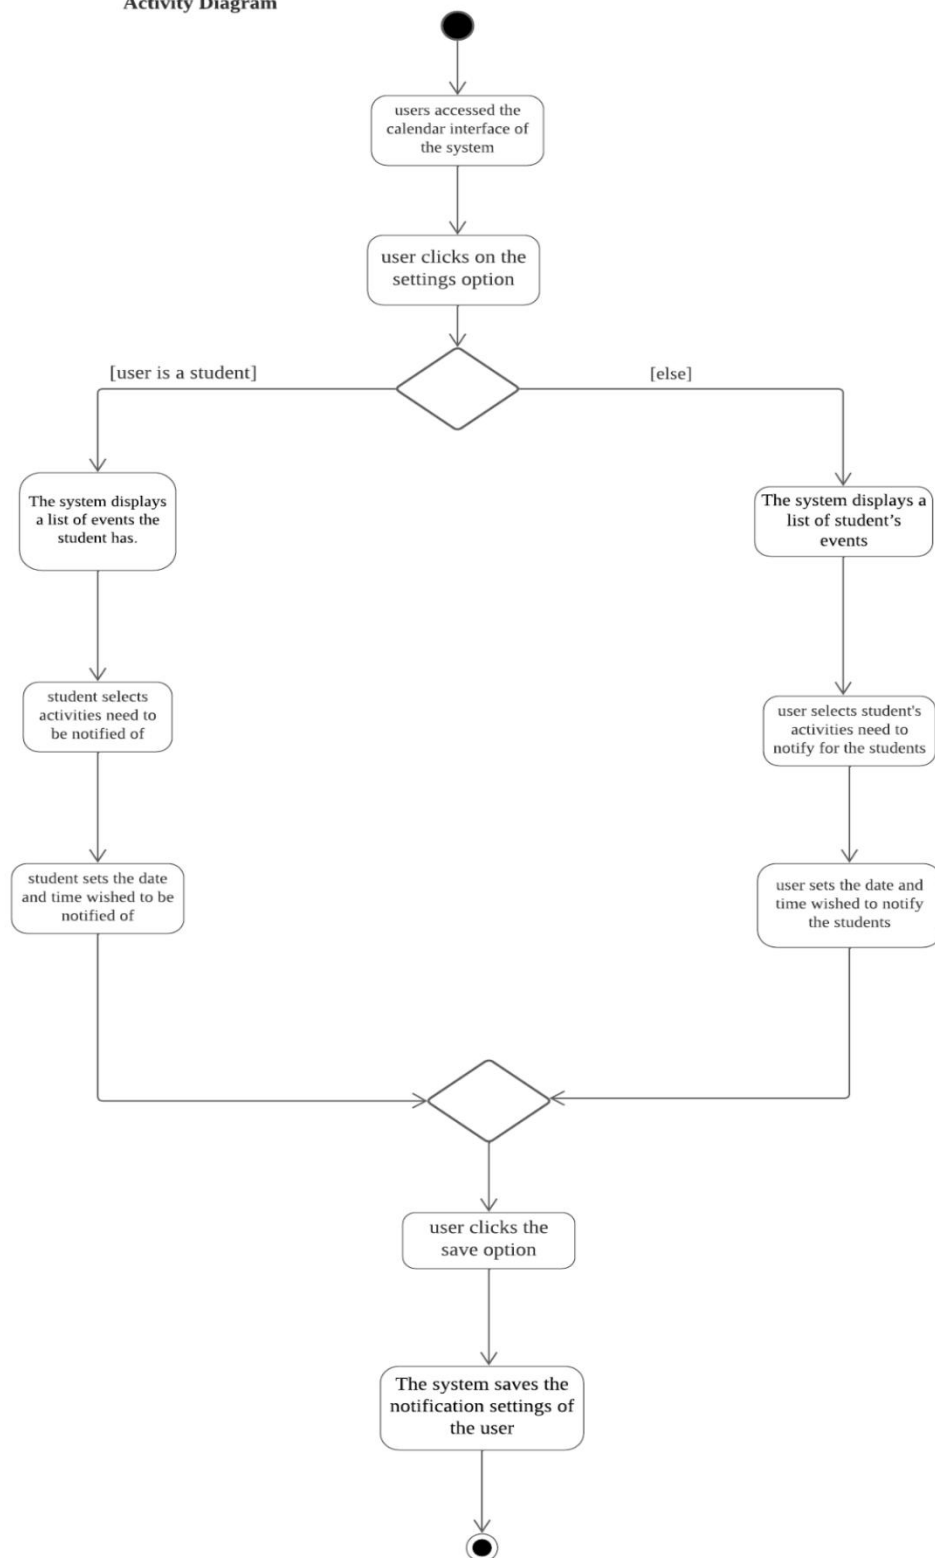 Activity Diagram
users accessed the
calendar interface of
the system
user clicks on the
settings option
[user is a student]
[else]
The system displays
a list of events the
student has.
The system displays a
list of student’s
events
student selects
activities need to
be notified of
user selects student's
activities need to
notify for the students
student sets the date
and time wished to be
notified of
user sets the date and
time wished to notify
the students
user clicks the
save option
The system saves the
notification settings of
the user